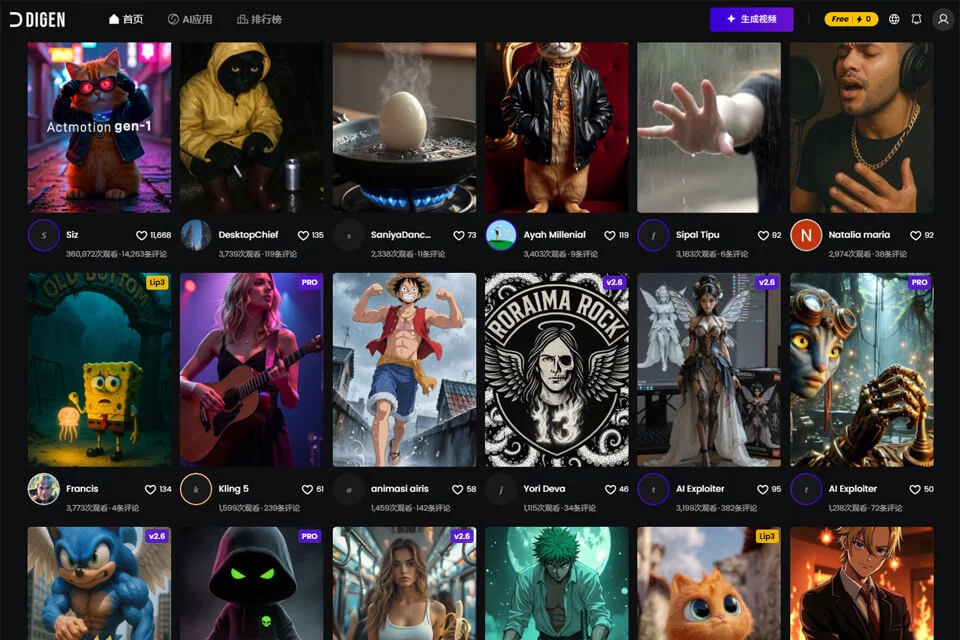 DIGEN
首页
AI应用
排行榜
生成视频
Free 0
Actmotion gen-1
S
Siz
11,668
360,972次观看·14,263条评论
DesktopChief
135
3,739次观看·119条评论
s
SaniyaDanc...
73
2,338次观看·11条评论
Ayah Millenial
119
3,403次观看·9条评论
f
Sipal Tipu
92
3,183次观看·6条评论
N
Natalia maria
92
2,974次观看·38条评论
OLD BOTTOM
Lip3
PRO
v2.6
RORAIMA ROCK
13
v2.6
PRO
Francis
134
3,773次观看·4条评论
k
Kling 5
61
1,599次观看·239条评论
a
animasi airis
58
1,459次观看·142条评论
j
Yori Deva
46
1,115次观看·34条评论
t
AI Exploiter
95
3,199次观看·382条评论
t
AI Exploiter
50
1,218次观看·72条评论
v2.6
PRO
v2.6
Lip3